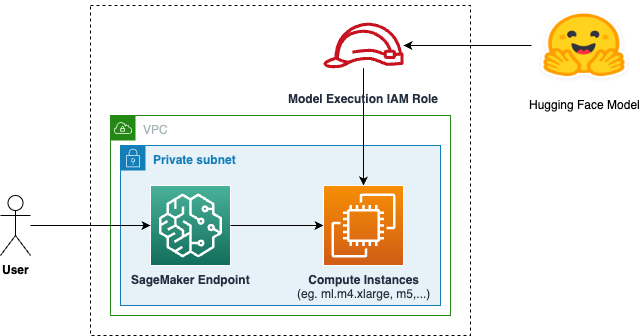 Model Execution IAM Role
Hugging Face Model
VPC
Private subnet
User
SageMaker Endpoint
Compute Instances
(eg. ml.m4.xlarge, m5,...)